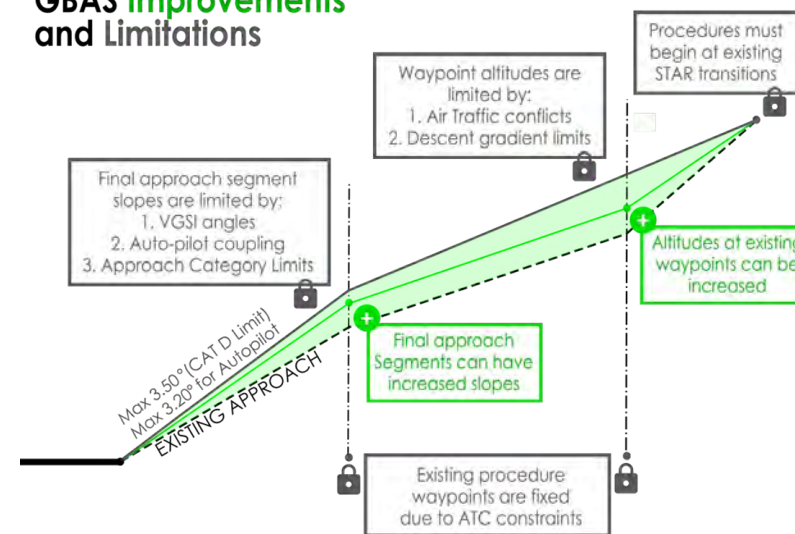 GBAS Improvements
and Limitations
Procedures must
begin at existing
STAR transitions
Waypoint altitudes are
limited by:
1. Air Traffic conflicts
2. Descent gradient limits
Final approach segment
slopes are limited by:
1. VGSI angles
2. Auto-pilot coupling
3. Approach Category Limits
Altitudes at existing
waypoints can be
increased
Final approach
Segments can have
increased slopes
Max 3.50° (CAT D Limit)
Max 3.20° for Autopilot
EXISTING APPROACH
Existing procedure
waypoints are fixed
due to ATC constraints